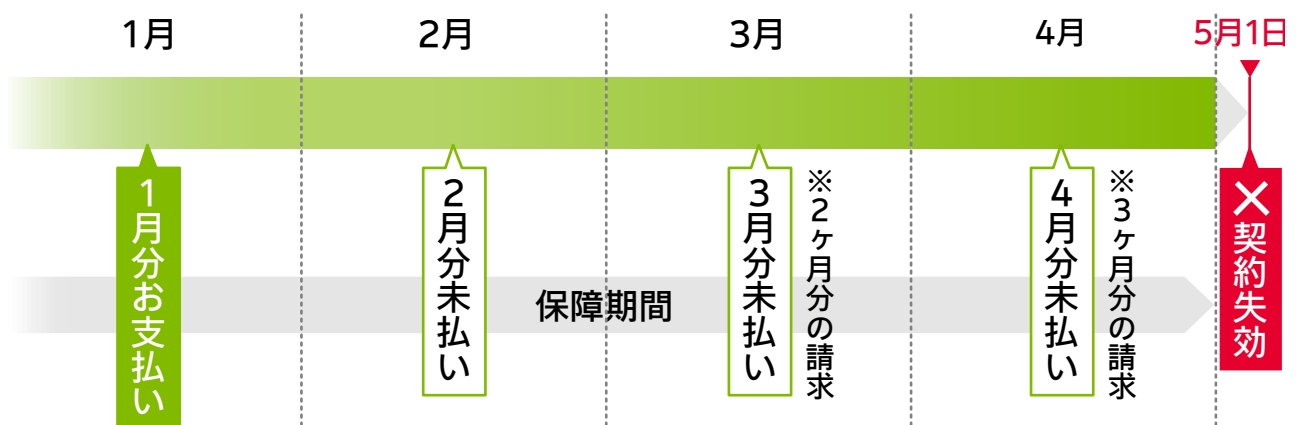 1月
2月
3月
4月
5月1日
1月分お支払い
2月分未払い
3月分未払い
※2ヶ月分の請求
4月分未払い
※3ヶ月分の請求
×契約失効
保障期間